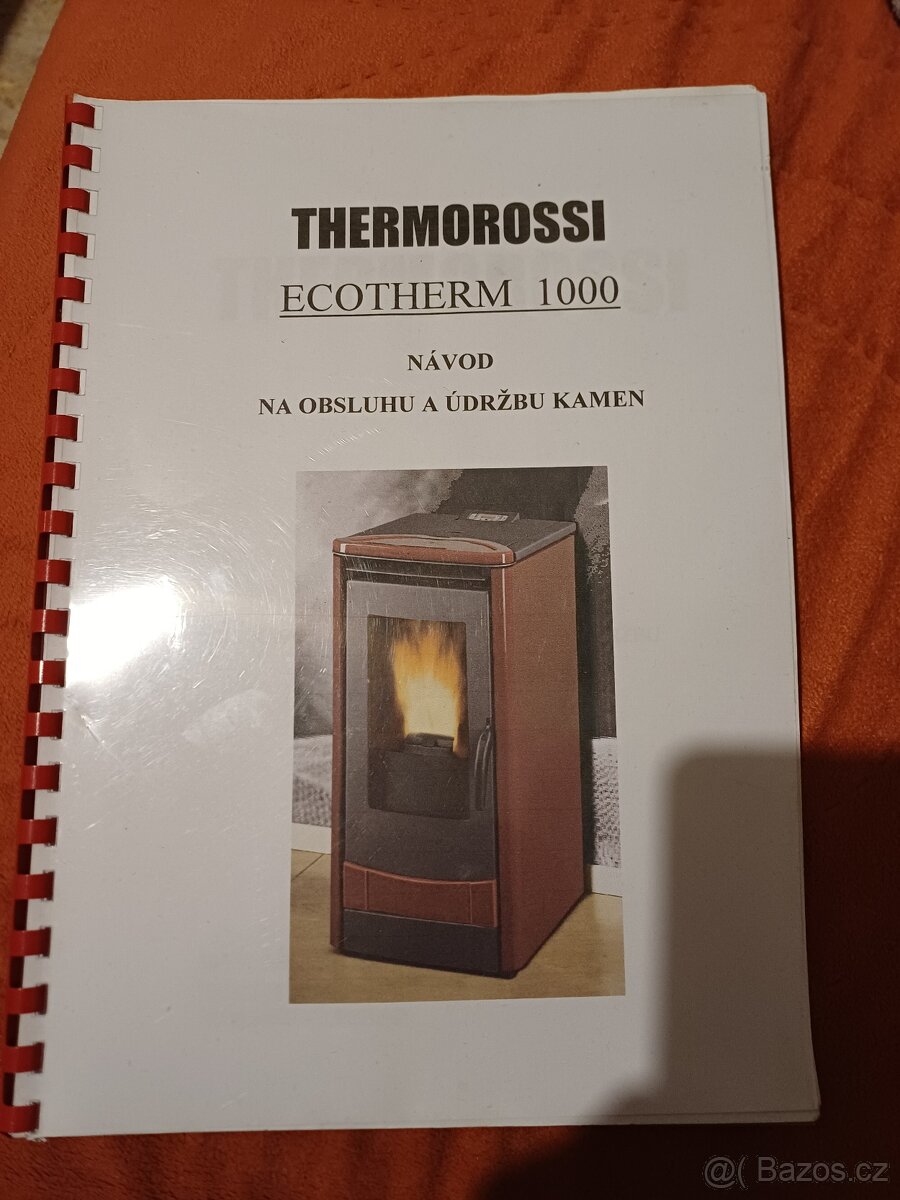 THERMOROSSI
ECOTHERM 1000
NÁVOD
NA OBSLUHU A ÚDRŽBU KAMEN
@( Bazos.cz